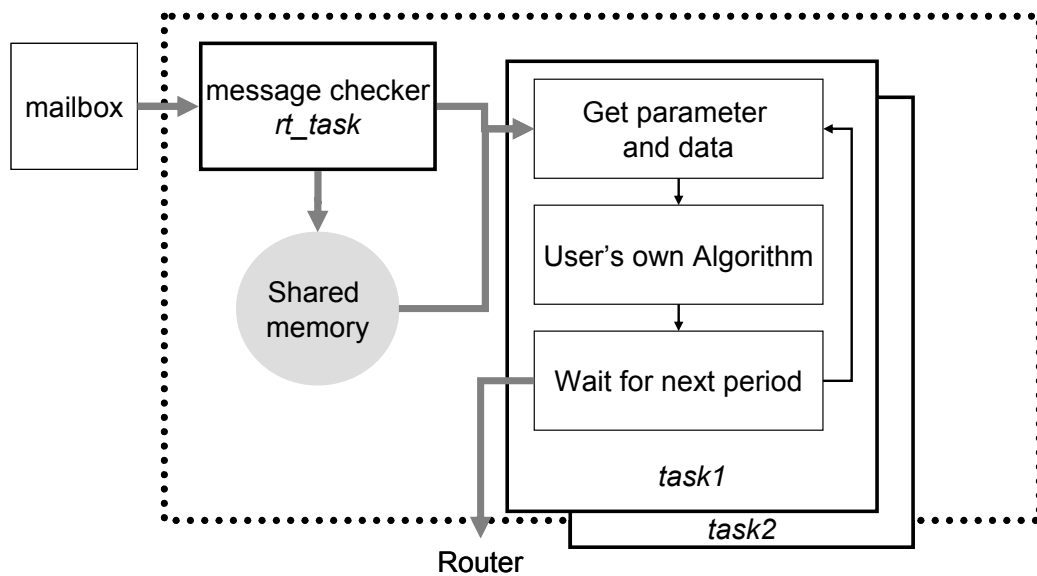 mailbox
message checker
rt_task
Shared
memory
Get parameter
and data
User’s own Algorithm
Wait for next period
task1
task2
Router